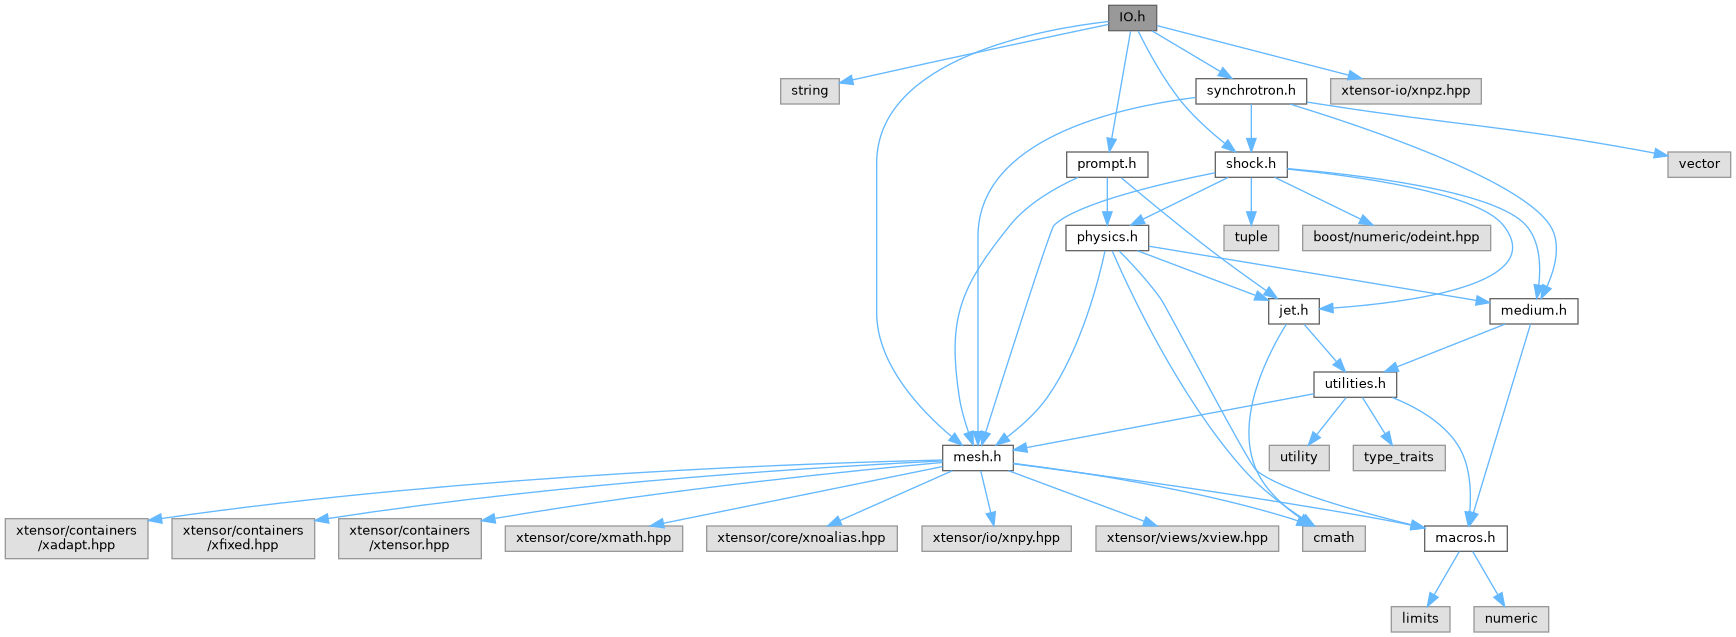 IO.h
string
synchrotron.h
xtensor-io/xnpz.hpp
prompt.h
shock.h
vector
physics.h
tuple
boost/numeric/odeint.hpp
jet.h
medium.h
utilities.h
mesh.h
utility
type_traits
xtensor/containers
/xadapt.hpp
xtensor/containers
/xfixed.hpp
xtensor/containers
/xtensor.hpp
xtensor/core/xmath.hpp
xtensor/core/xnoalias.hpp
xtensor/io/xnpy.hpp
xtensor/views/xview.hpp
cmath
macros.h
limits
numeric